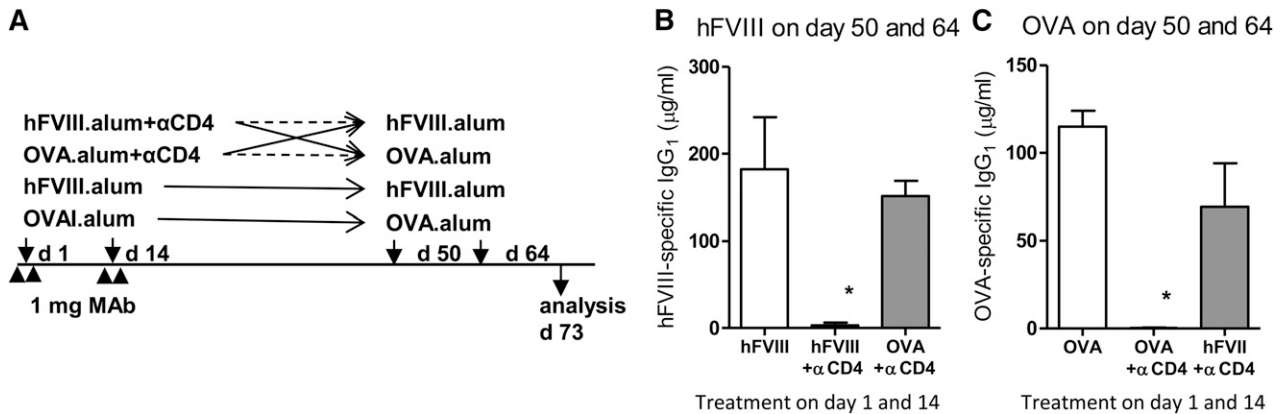 A
hFVIII.alum+αCD4
hFVIII.alum
OVA.alum+αCD4
OVA.alum
hFVIII.alum
hFVIII.alum
OVAI.alum
OVA.alum
d 1
d 14
d 50
d 64
1 mg MAb
analysis
d 73
B
hFVIII on day 50 and 64
hFVIII-specific IgG1 (µg/ml)
300
200
100
0
*
hFVIII
hFVIII
+α CD4
OVA
+α CD4
Treatment on day 1 and 14
C
OVA on day 50 and 64
OVA-specific IgG1 (µg/ml)
150
100
50
0
*
OVA
OVA
+α CD4
hFVII
+α CD4
Treatment on day 1 and 14